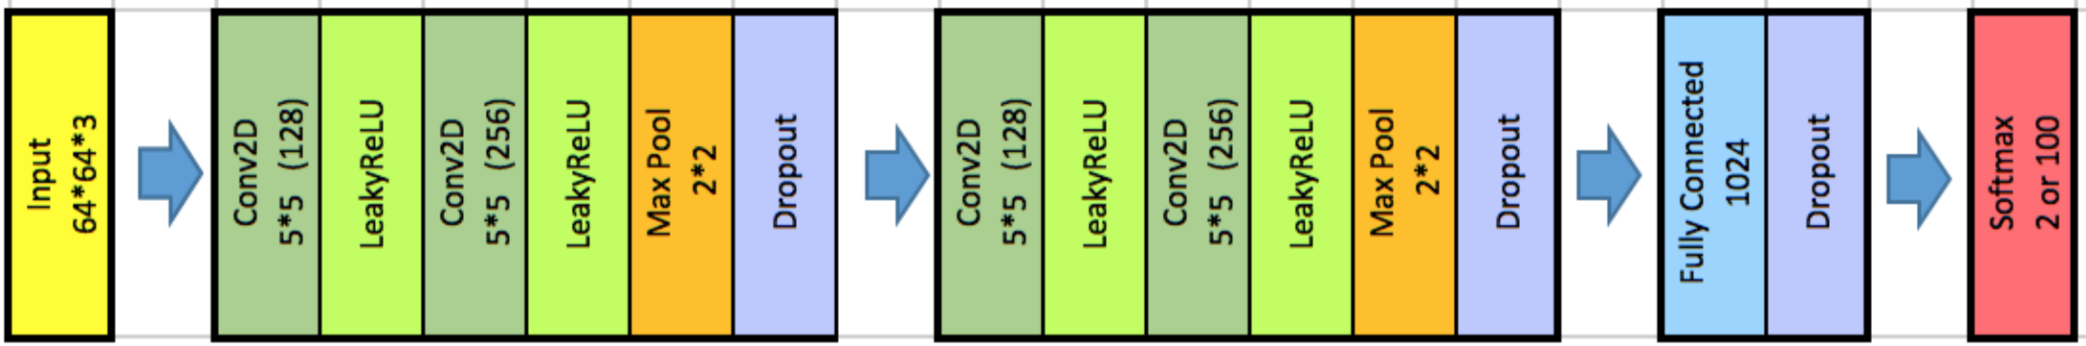 Input
64*64*3
Conv2D
5*5 (128)
LeakyReLU
Conv2D
5*5 (256)
LeakyReLU
Max Pool
2*2
Dropout
Conv2D
5*5 (128)
LeakyReLU
Conv2D
5*5 (256)
LeakyReLU
Max Pool
2*2
Dropout
Fully Connected
1024
Dropout
Softmax
2 or 100